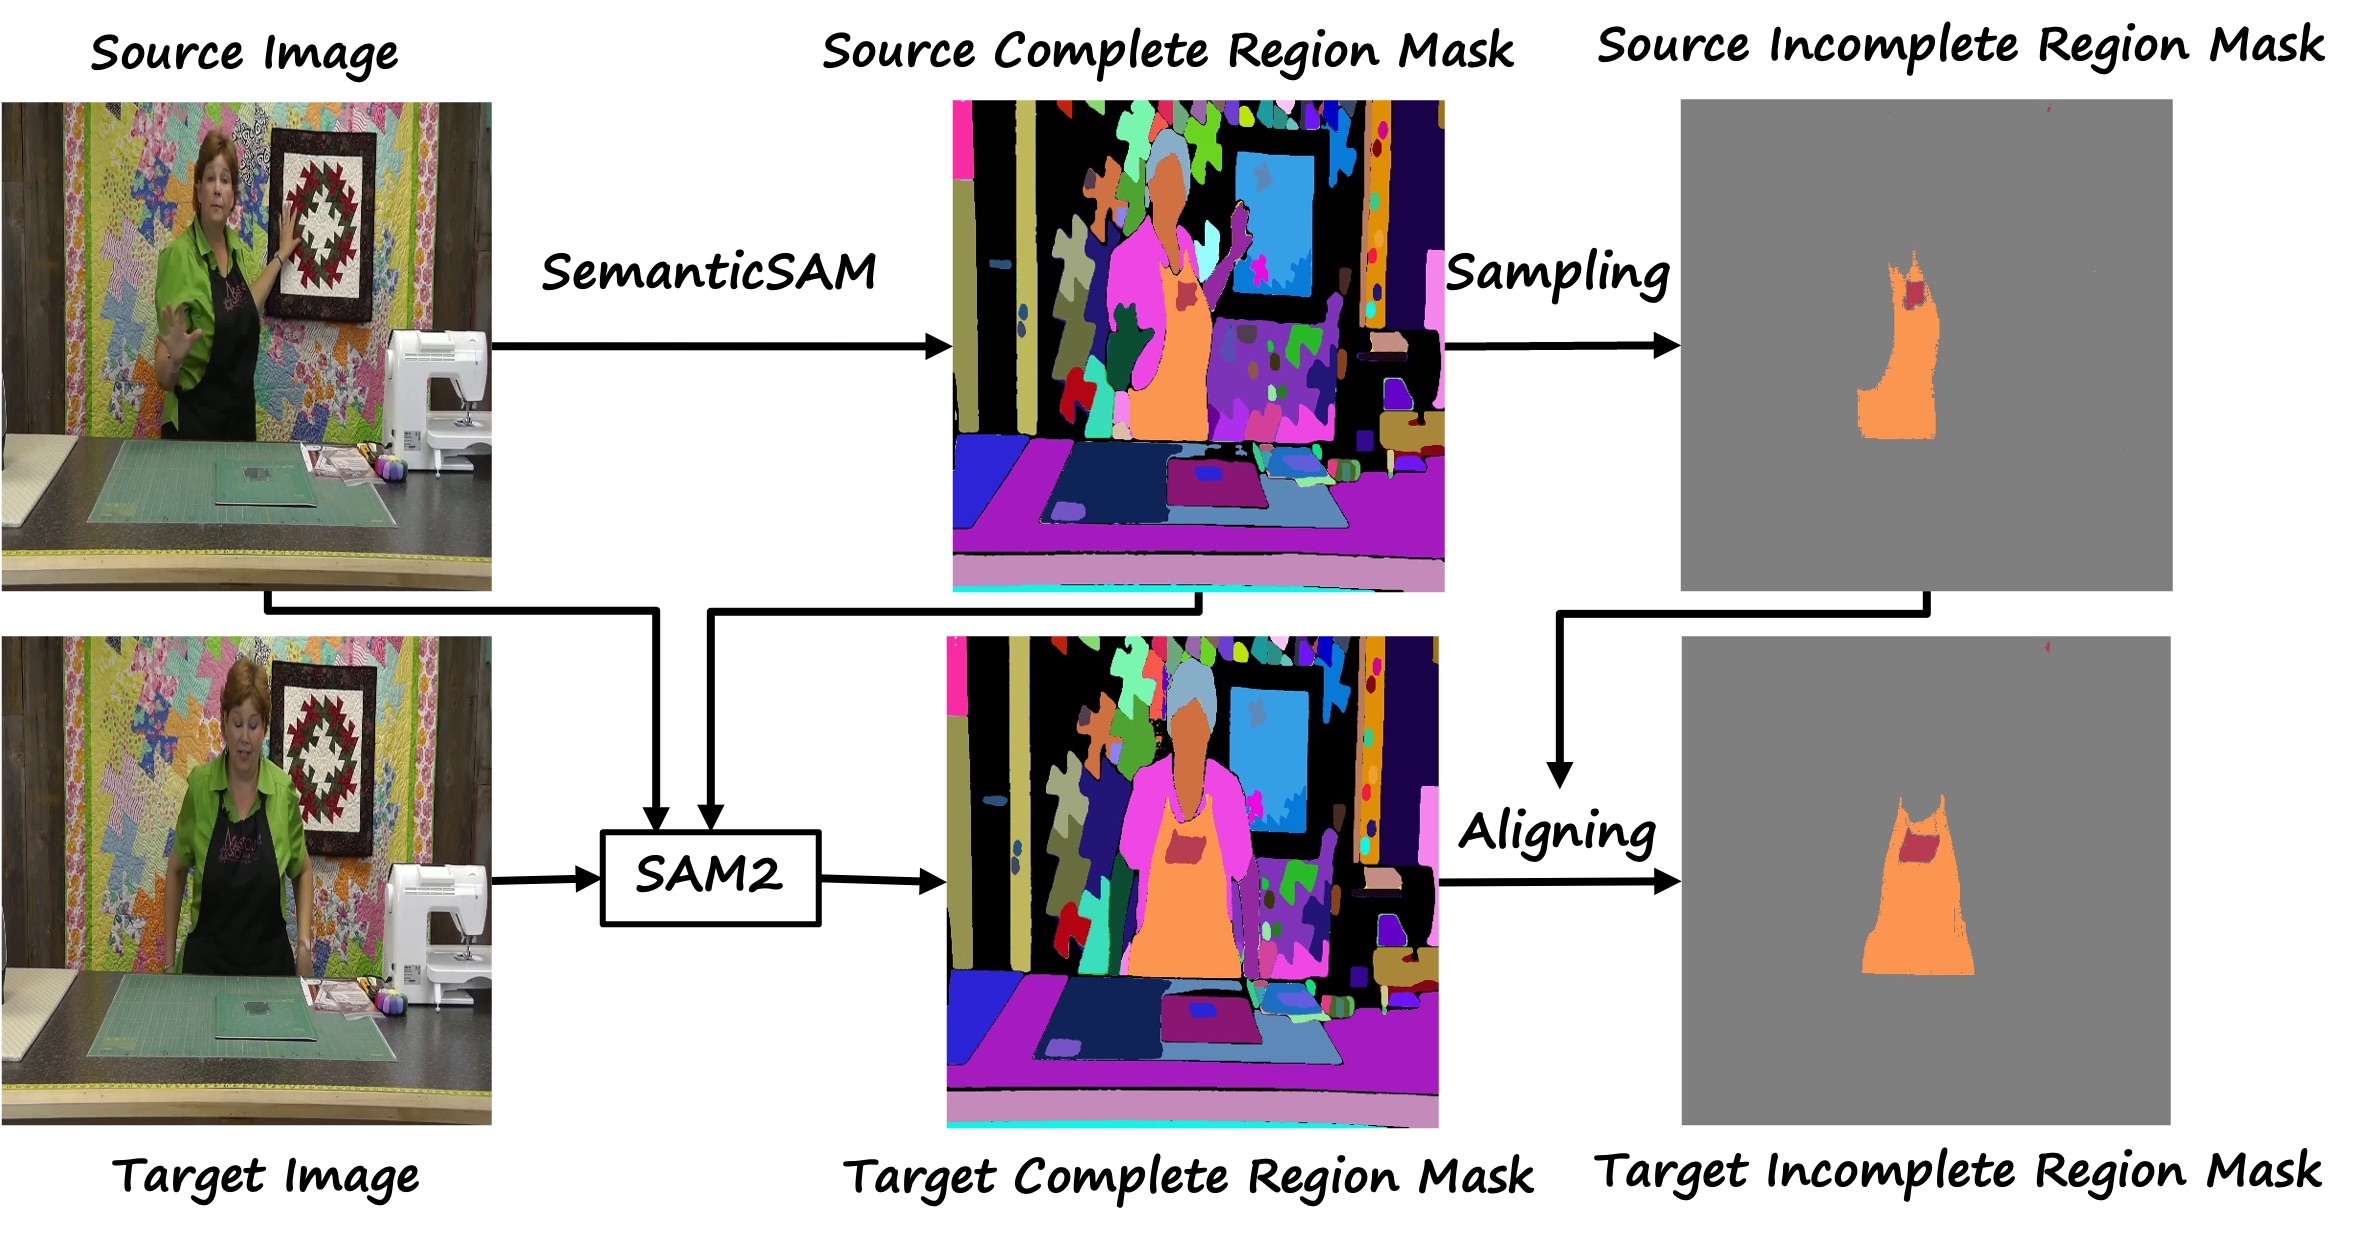 Source Image
Source Complete Region Mask
Source Incomplete Region Mask
SemanticSAM
Sampling
SAM2
Aligning
Target Image
Target Complete Region Mask
Target Incomplete Region Mask